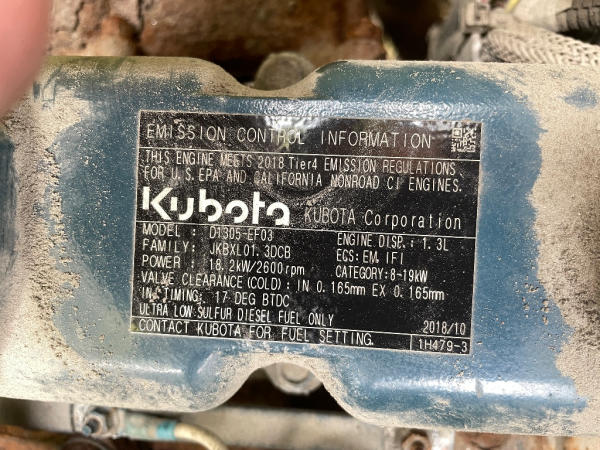 EMISSION CONTROL INFORMATION
THIS ENGINE MEETS 2018 Tier4 EMISSION REGULATIONS
FOR U.S.EPA AND CALIFORNIA NONROAD CI ENGINES.
Kubota KUBOTA Corporation
MODEL : D1305-EF03 ENGINE DISP.: 1.3L
FAMILY: JKBXL01.3DCB ECS: EM, IFI
POWER : 18.2kW/2600rpm CATEGORY:8-19kW
VALVE CLEARANCE (COLD): IN 0.165mm EX 0.165mm
INJ.TIMING: 17 DEG BTDC
ULTRA LOW SULFUR DIESEL FUEL ONLY 2018/10
CONTACT KUBOTA FOR FUEL SETTING. 1H479-3